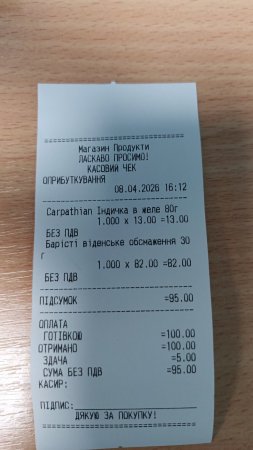 ==============================
Магазин Продукти
ЛАСКАВО ПРОСИМО!
КАСОВИЙ ЧЕК
ОПРИБУТКУВАННЯ
08.04.2026 16:12
------------------------------
Carpathian Індичка в желе 80г
1.000 x 13.00 =13.00
БЕЗ ПДВ
Барісті віденське обсмаження 30
г
1.000 x 82.00 =82.00
БЕЗ ПДВ
------------------------------
ПІДСУМОК =95.00
------------------------------
ОПЛАТА
ГОТІВКОЮ =100.00
ОТРИМАНО =100.00
ЗДАЧА =5.00
СУМА БЕЗ ПДВ =95.00
КАСИР:
ПІДПИС:____________________
ДЯКУЮ ЗА ПОКУПКУ!
==============================